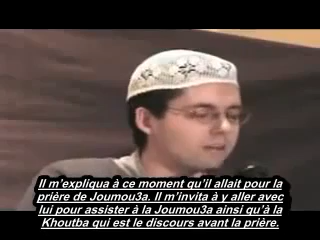 Il m'expliqua à ce moment qu'il allait pour la
prière de Joumou3a. Il m'invita à y aller avec
lui pour assister à la Joumou3a ainsi qu'à la
Khoutba qui est le discours avant la prière.